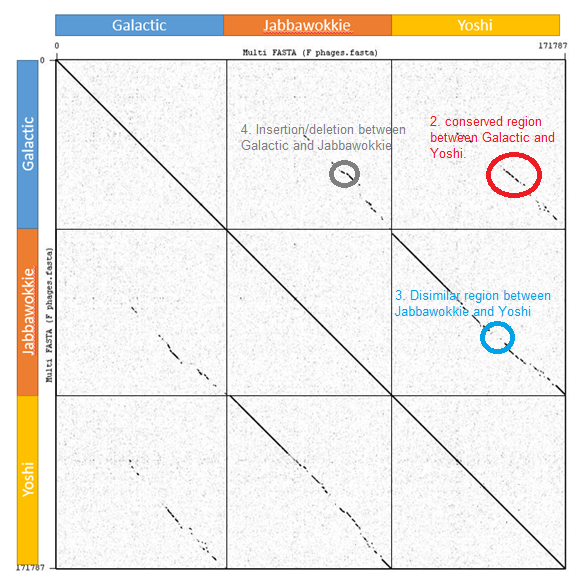 Galactic Jabbawokkie Yoshi
0 Multi FASTA (F phages.fasta) 171787
0
Galactic
Jabbawokkie
Yoshi
Multi FASTA (F phages.fasta)
171787
4. Insertion/deletion between
Galactic and Jabbawokkie
2. conserved region
between Galactic and
Yoshi.
3. Disimilar region between
Jabbawokkie and Yoshi